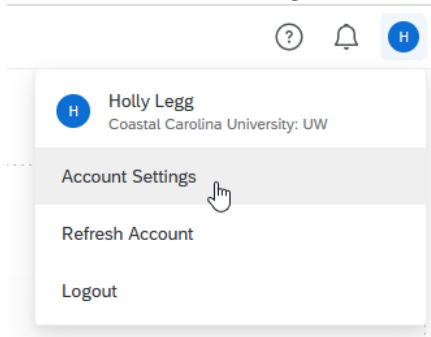 ?
H
H
Holly Legg
Coastal Carolina University: UW
Account Settings
Refresh Account
Logout